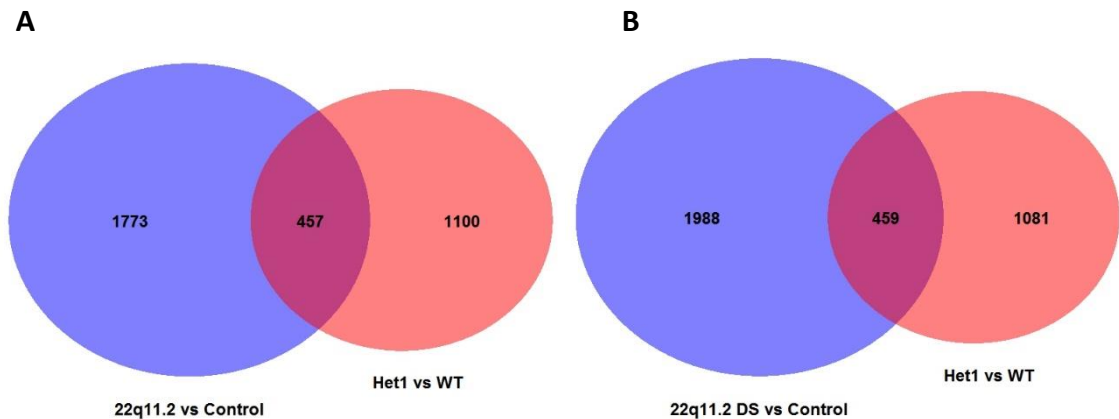 A
B
1773
457
1100
1988
459
1081
Het1 vs WT
Het1 vs WT
22q11.2 vs Control
22q11.2 DS vs Control